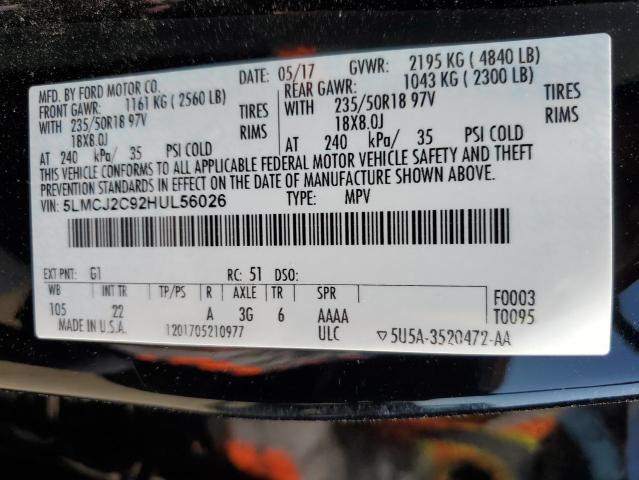 MFD. BY FORD MOTOR CO.
DATE: 05/17 GVWR: 2195 KG ( 4840 LB)
FRONT GAWR: 1161 KG ( 2560 LB) REAR GAWR: 1043 KG ( 2300 LB)
WITH 235/50R18 97V TIRES WITH 235/50R18 97V TIRES
18X8.0J RIMS 18X8.0J RIMS
AT 240 kPa/ 35 PSI COLD AT 240 kPa/ 35 PSI COLD
THIS VEHICLE CONFORMS TO ALL APPLICABLE FEDERAL MOTOR VEHICLE SAFETY AND THEFT
PREVENTION STANDARDS IN EFFECT ON THE DATE OF MANUFACTURE SHOWN ABOVE.
VIN: 5LMCJ2C92HUL56026 TYPE: MPV
EXT PNT: G1 RC: 51 DSO:
WB INT TR TP/PS R AXLE TR SPR F0003
105 22 A 3G 6 AAAA T0095
MADE IN U.S.A. 1201705210977 ULC ▽5U5A-3520472-AA